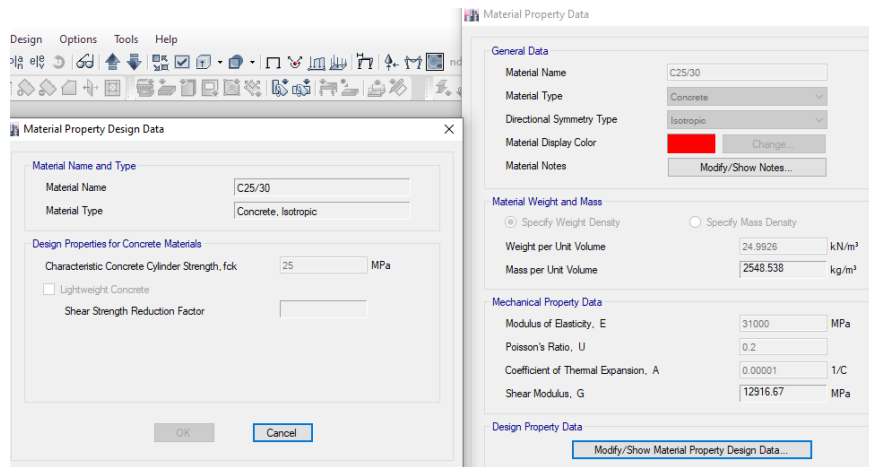 Material Property Data
Design Options Tools Help
Material Property Design Data
Material Name and Type
Material Name C25/30
Material Type Concrete, Isotropic
Design Properties for Concrete Materials
Characteristic Concrete Cylinder Strength, fck 25 MPa
Lightweight Concrete
Shear Strength Reduction Factor
OK Cancel
General Data
Material Name C25/30
Material Type Concrete
Directional Symmetry Type Isotropic
Material Display Color Change...
Material Notes Modify/Show Notes...
Material Weight and Mass
Specify Weight Density Specify Mass Density
Weight per Unit Volume 24.9926 kN/m³
Mass per Unit Volume 2548.538 kg/m³
Mechanical Property Data
Modulus of Elasticity, E 31000 MPa
Poisson's Ratio, U 0.2
Coefficient of Thermal Expansion, A 0.00001 1/C
Shear Modulus, G 12916.67 MPa
Design Property Data
Modify/Show Material Property Design Data...